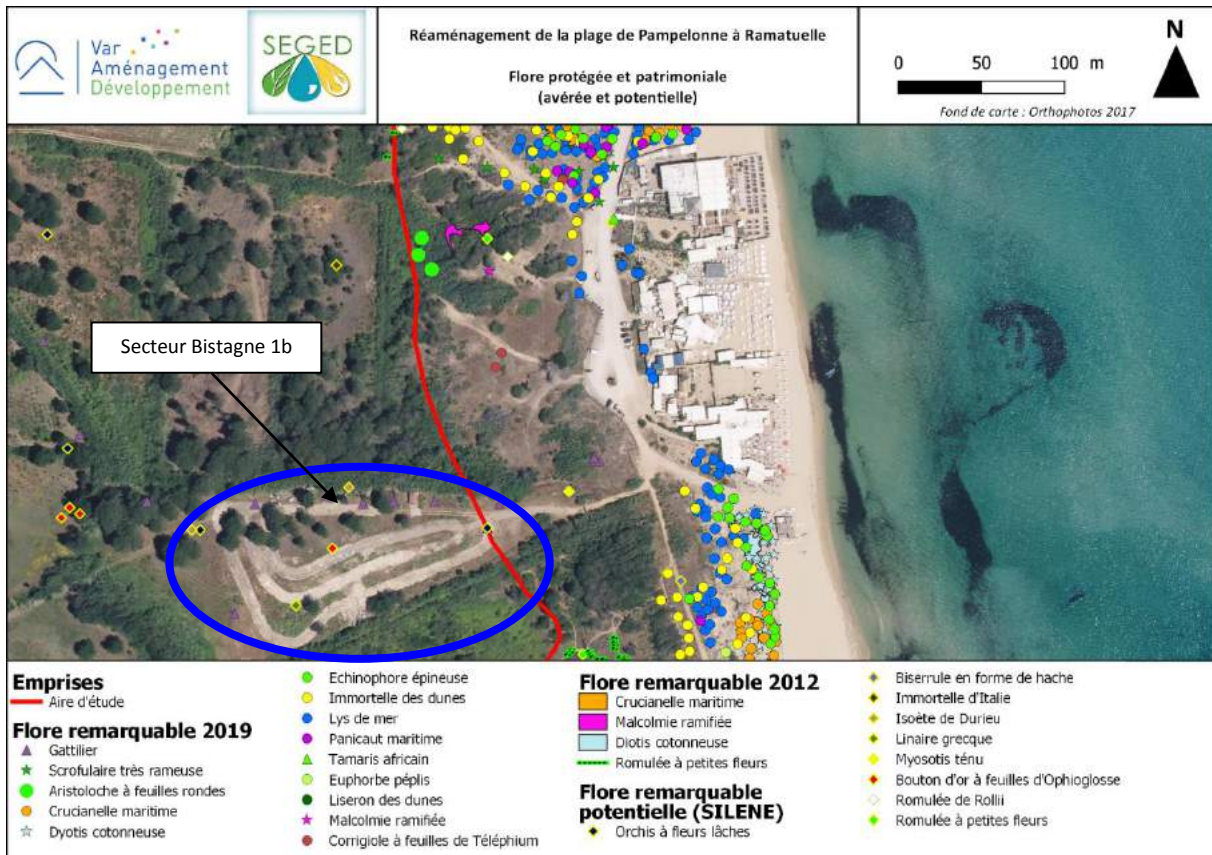 Var
Aménagement
Développement
SEGED
Réaménagement de la plage de Pampelonne à Ramatuelle
Flore protégée et patrimoniale
(avérée et potentielle)
0 50 100 m
Fond de carte : Orthophotos 2017
N
Secteur Bistagne 1b
Emprises
Aire d'étude
Flore remarquable 2019
Gattilier
Scrofulaire très rameuse
Aristoloche à feuilles rondes
Crucianelle maritime
Dyotis cotonneuse
Echinophore épineuse
Immortelle des dunes
Lys de mer
Panicaut maritime
Tamaris africain
Euphorbe péplis
Liseron des dunes
Malcolmie ramifiée
Corrigiole à feuilles de Téléphium
Flore remarquable 2012
Crucianelle maritime
Malcolmie ramifiée
Diotis cotonneuse
Romulée à petites fleurs
Flore remarquable
potentielle (SILENE)
Orchis à fleurs lâches
Biserrule en forme de hache
Immortelle d'Italie
Isoète de Durieu
Linaire grecque
Myosotis ténu
Bouton d'or à feuilles d'Ophioglosse
Romulée de Rollii
Romulée à petites fleurs